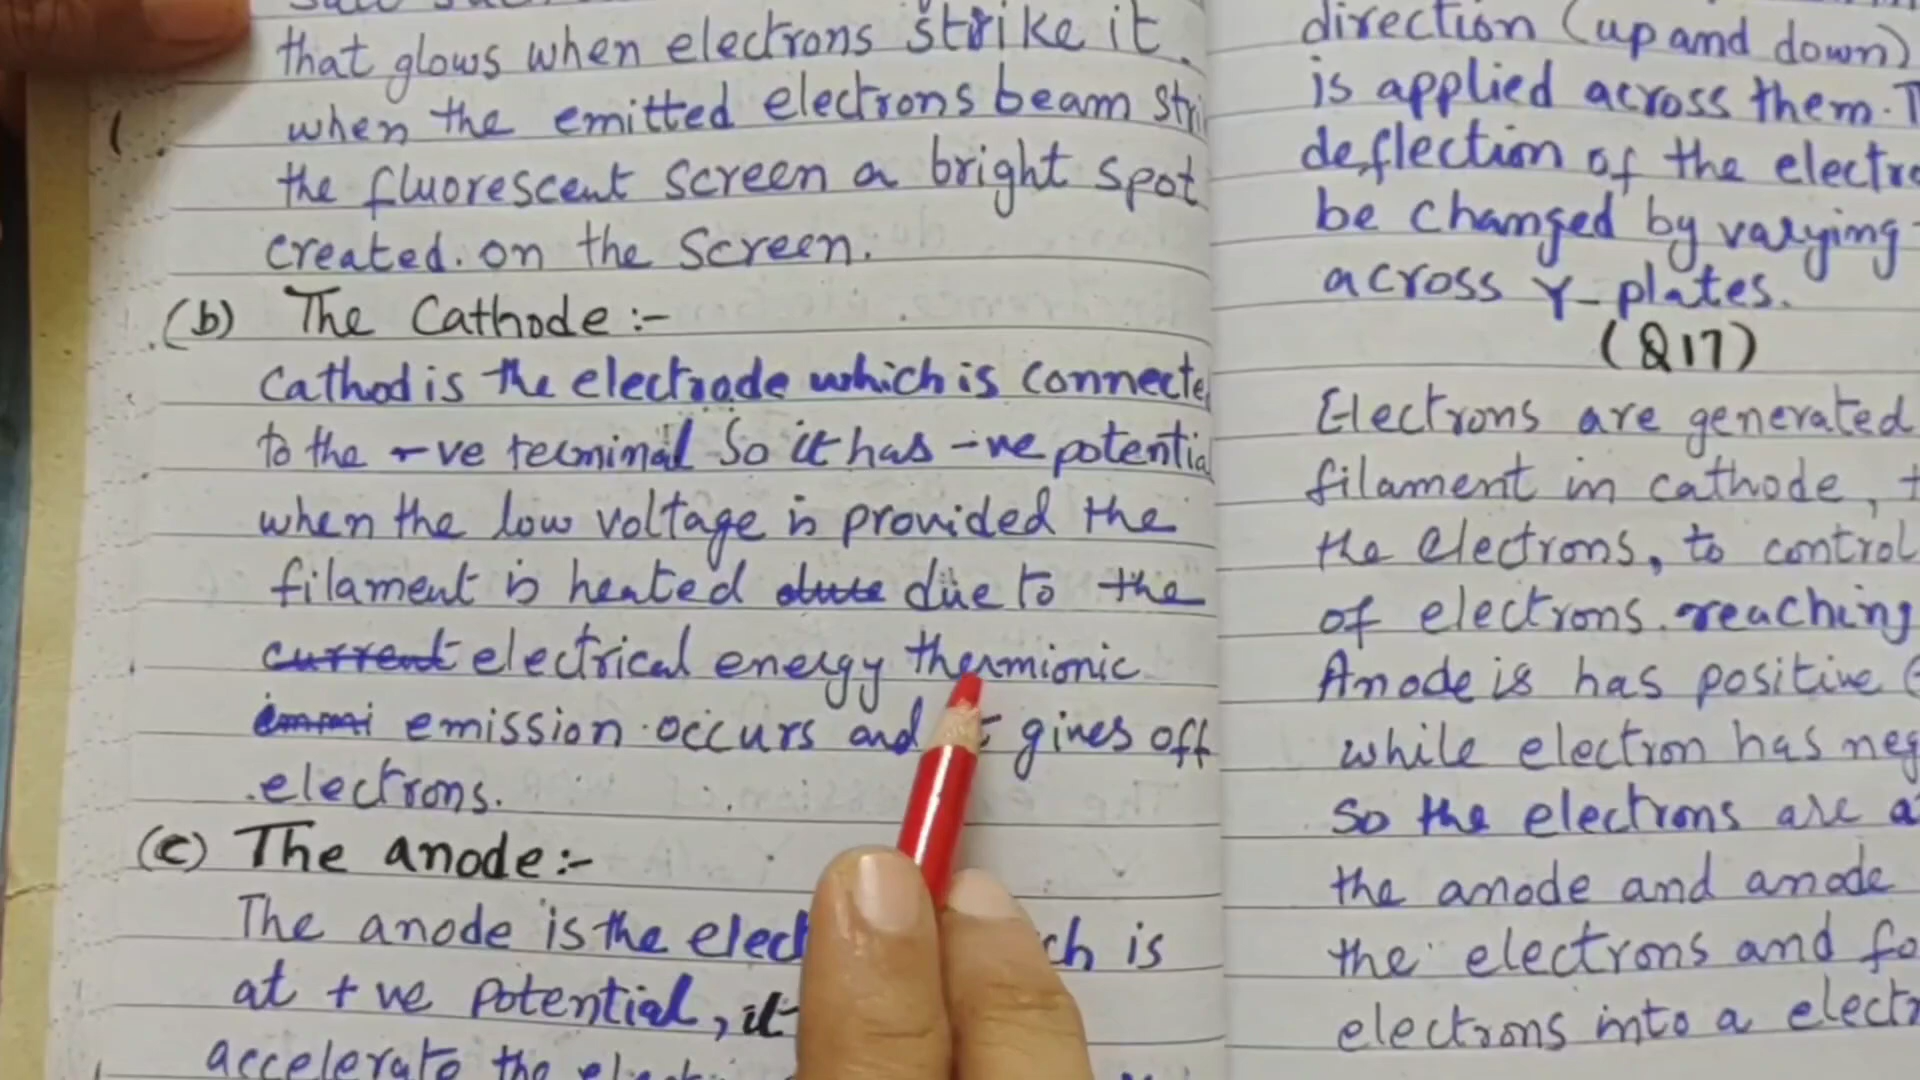 that glows when electrons strike it.
when the emitted electrons beam stri
the fluorescent screen a bright spot
created. on the screen.
(b) The Cathode :-
Cathod is the electrode which is connecte
to the -ve terminal So it has -ve potentia
when the low voltage is provided the
filament is heated due to the
current electrical energy thermionic
immi emission occurs and gives off
electrons.
(c) The anode :-
The anode is the elect ch is
at +ve potential, it
accelerate the
direction (up and down)
is applied across them. T
deflection of the electro
be changed by varying
across Y-plates.
(Q17)
Electrons are generated
filament in cathode,
the electrons, to control
of electrons reaching
Anode is has positive
while electron has neg
so the electrons are a
the anode and anode
the electrons and fo
electrons into a electr